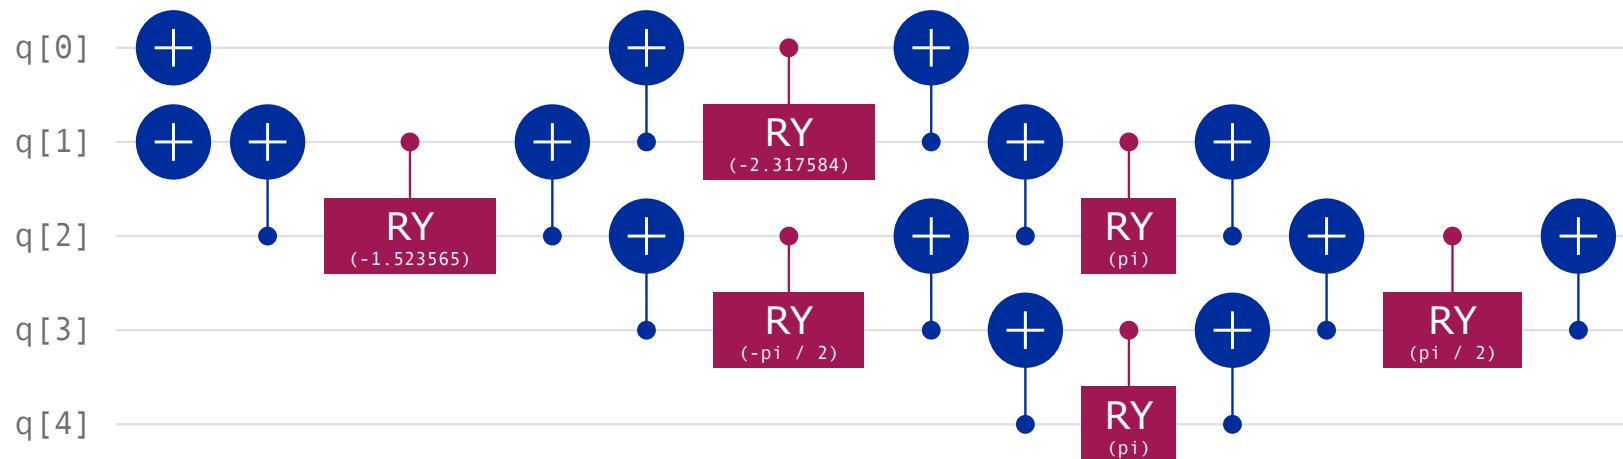 q[0]
q[1]
RY
(-2.317584)
q[2]
RY
(-1.523565)
RY
(pi)
q[3]
RY
(-pi / 2)
RY
(pi / 2)
q[4]
RY
(pi)